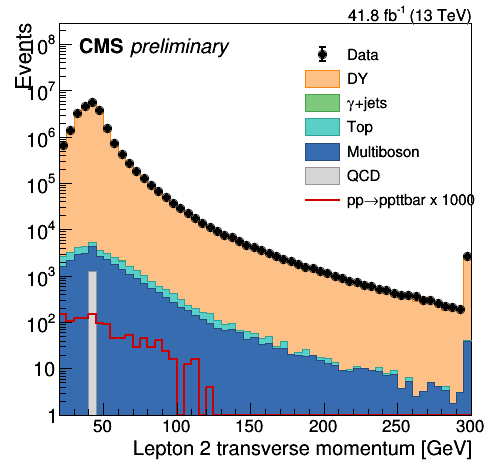 41.8 fb⁻¹ (13 TeV)
CMS preliminary
Events
10⁸
10⁷
10⁶
10⁵
10⁴
10³
10²
10
1
Data
DY
γ+jets
Top
Multiboson
QCD
pp→ppttbar x 1000
50 100 150 200 250 300
Lepton 2 transverse momentum [GeV]